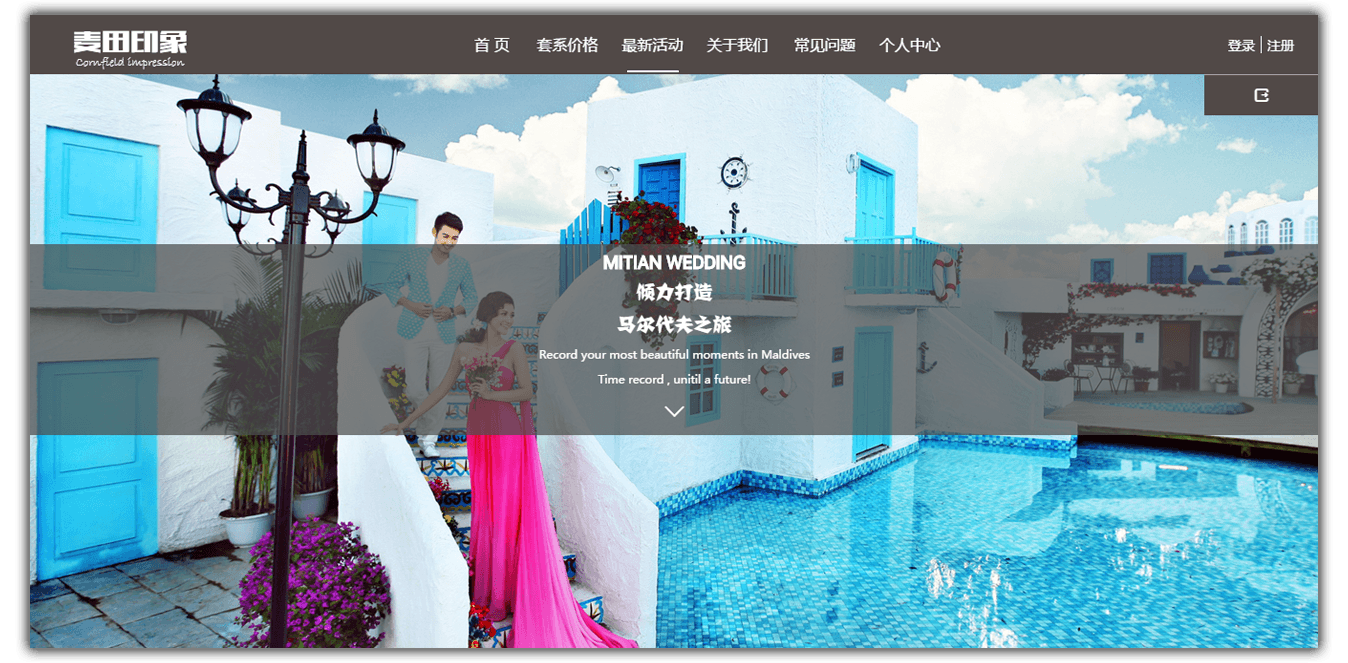 麦田印象
Cornfield impression
首 页 套系价格 最新活动 关于我们 常见问题 个人中心
登录 | 注册
MITIAN WEDDING
倾力打造
马尔代夫之旅
Record your most beautiful moments in Maldives
Time record , unitil a future!